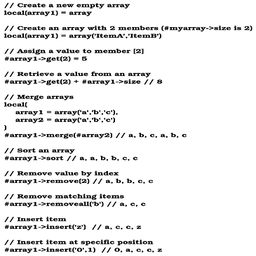 // Create a new empty array
local(array1) = array
// Create an array with 2 members (#myarray->size is 2)
local(array1) = array('ItemA','ItemB')
// Assign a value to member [2]
#array1->get(2) = 5
// Retrieve a value from an array
#array1->get(2) + #array1->size // 8
// Merge arrays
local(
array1 = array('a','b','c'),
array2 = array('a','b','c')
)
#array1->merge(#array2) // a, b, c, a, b, c
// Sort an array
#array1->sort // a, a, b, b, c, c
// Remove value by index
#array1->remove(2) // a, b, b, c, c
// Remove matching items
#array1->removeall('b') // a, c, c
// Insert item
#array1->insert('z') // a, c, c, z
// Insert item at specific position
#array1->insert('0',1) // 0, a, c, c, z